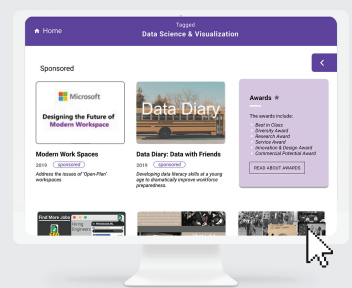 Home
Tagged
Data Science & Visualization
Sponsored
Microsoft
Designing the Future of
Modern Workspace
Data Diary
Awards ★
The awards include:
Best in Class
Diversity Award
Research Award
Service Award
Innovation & Design Award
Commercial Potential Award
READ ABOUT AWARDS
Modern Work Spaces
2019 sponsored
Address the issues of 'Open-Plan'
workspaces
Data Diary: Data with Friends
2019 sponsored
Developing data literacy skills at a young
age to dramatically improve workforce
preparedness.
Find More Jobs
Hiring
Engineers